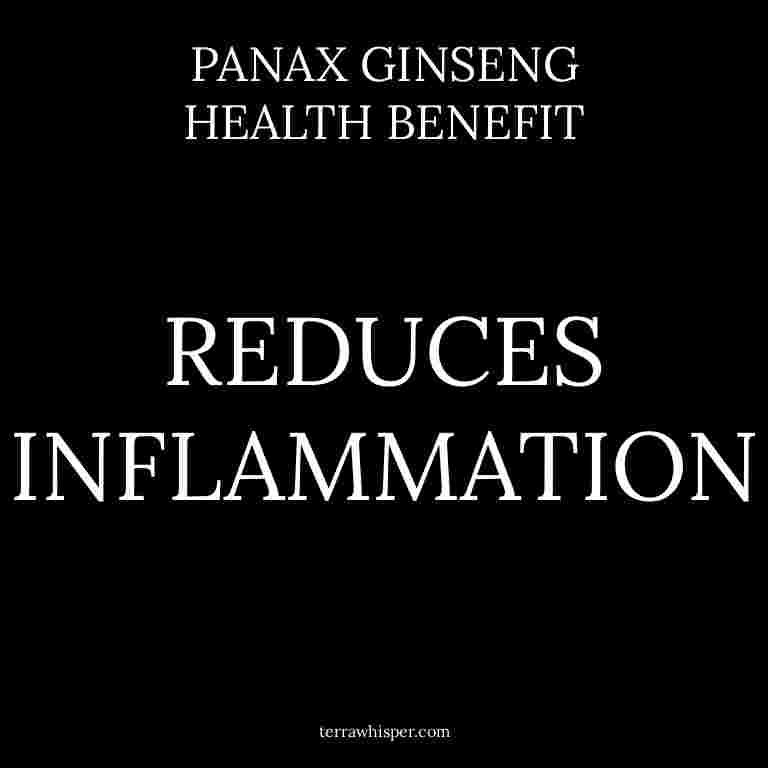 PANAX GINSENG
HEALTH BENEFIT
REDUCES
INFLAMMATION
terrawhisper.com